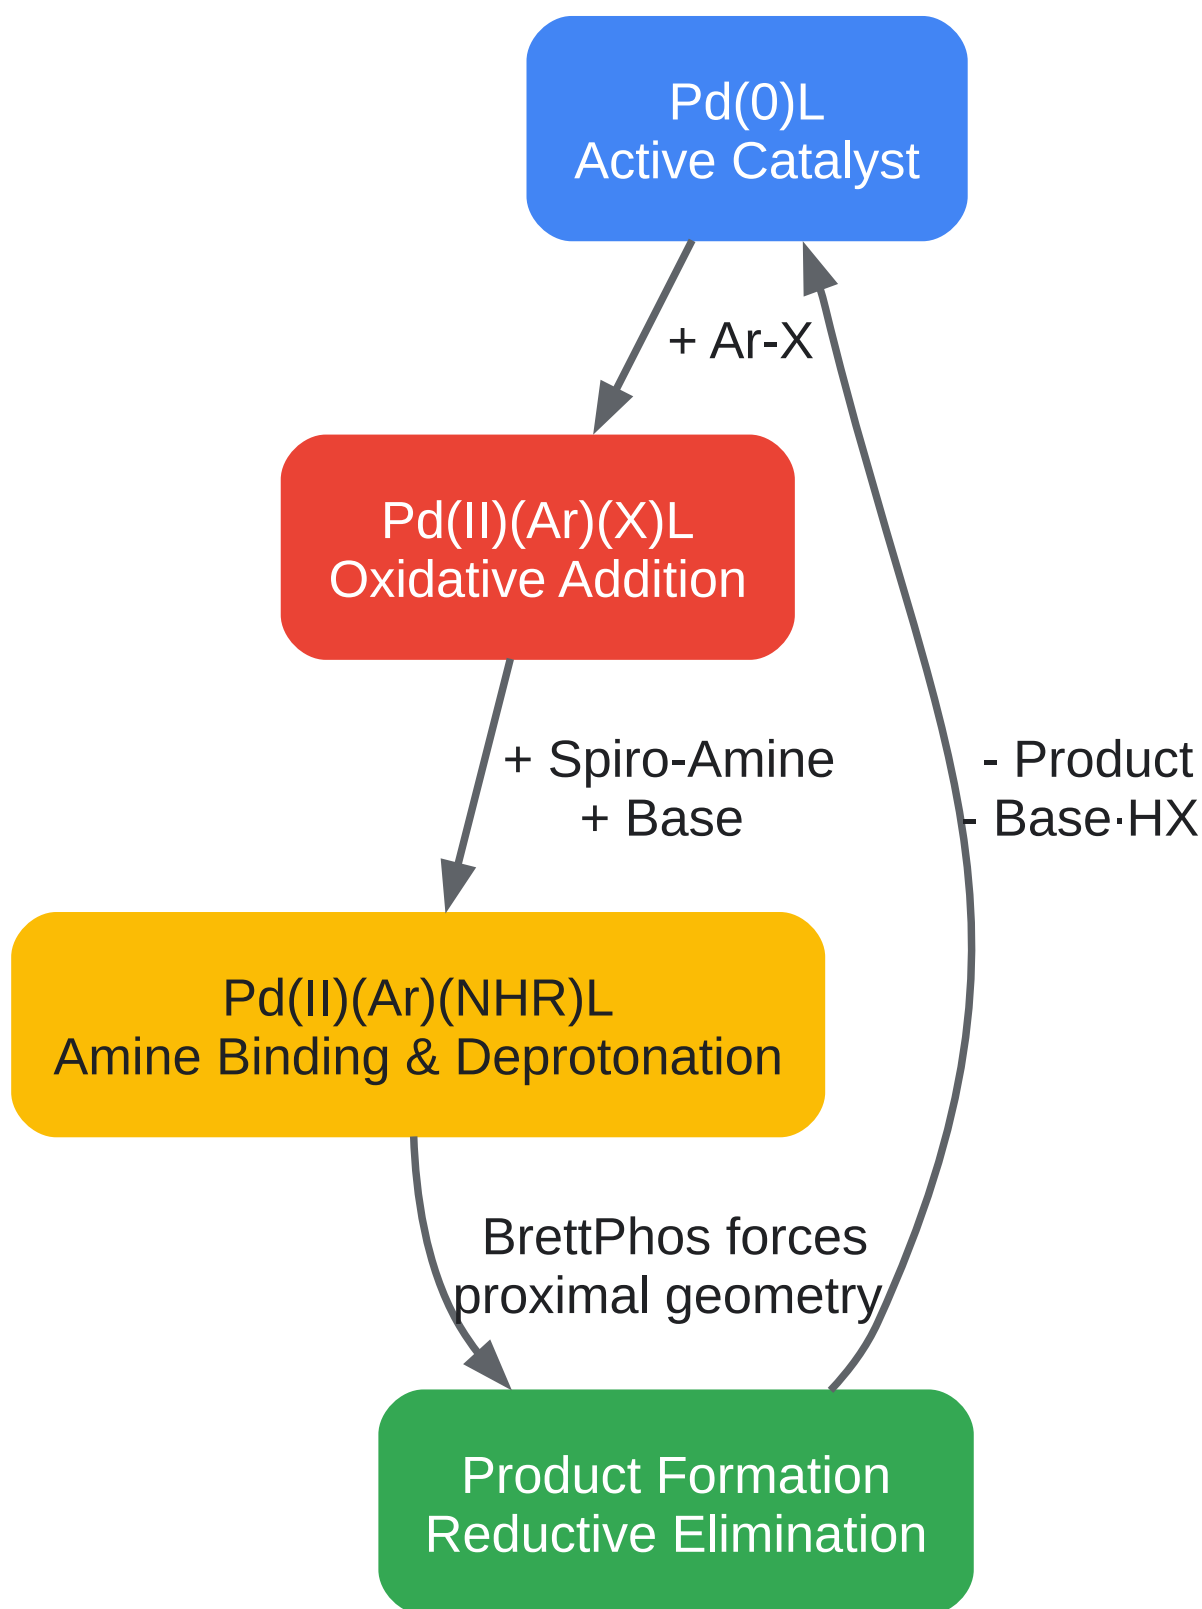 Pd(0)L
Active Catalyst
+ Ar-X
Pd(II)(Ar)(X)L
Oxidative Addition
+ Spiro-Amine
+ Base
- Product
- Base·HX
Pd(II)(Ar)(NHR)L
Amine Binding & Deprotonation
BrettPhos forces
proximal geometry
Product Formation
Reductive Elimination